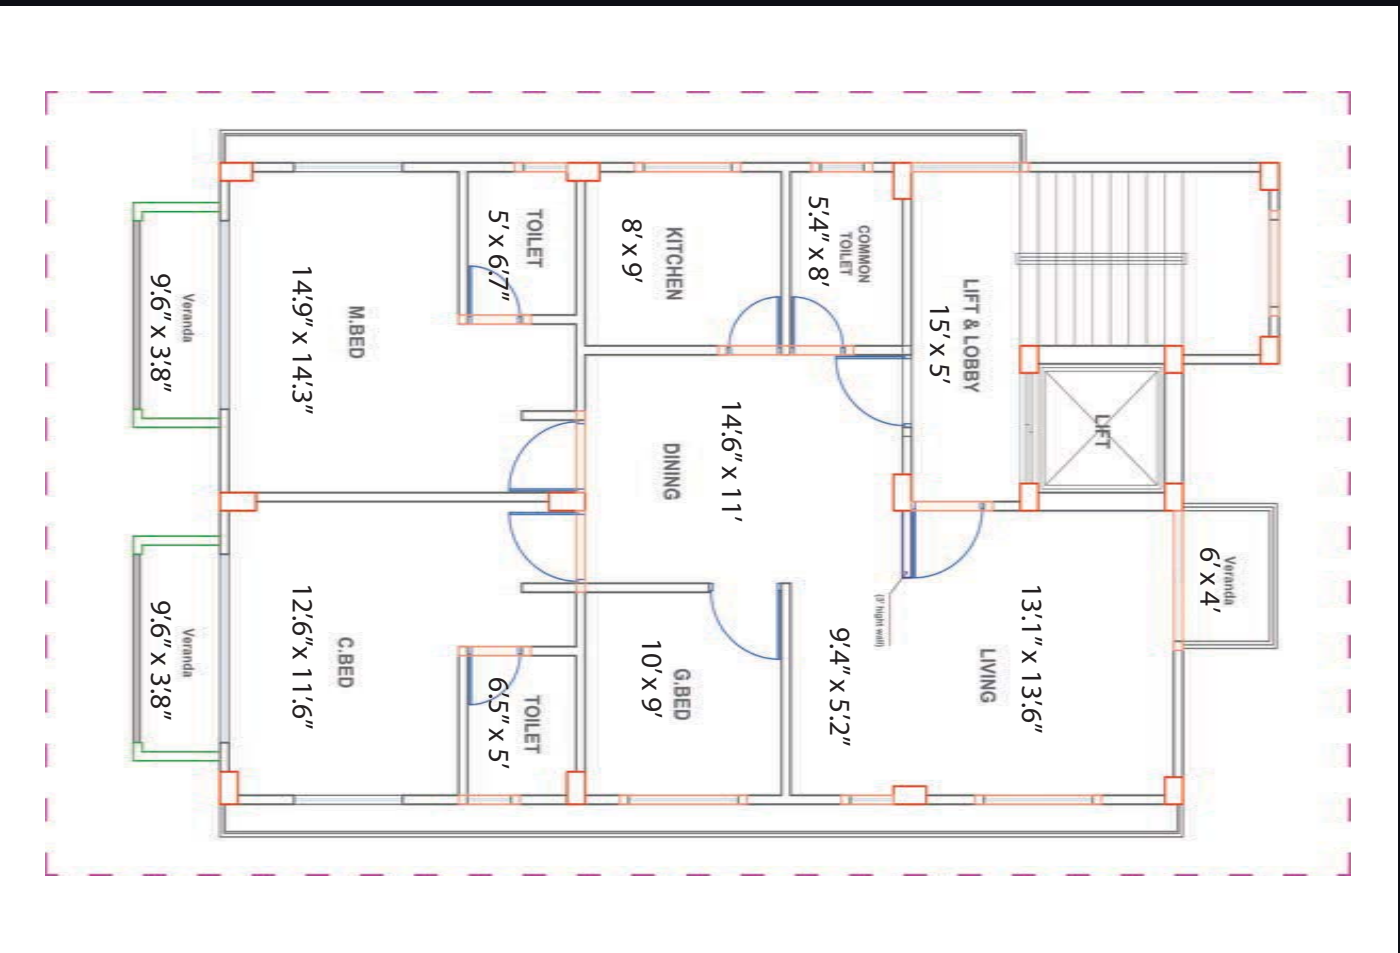 TOILET
5' x 6'.7"
KITCHEN
8' x 9'
COMMON
TOILET
5'.4" x 8'
LIFT & LOBBY
15' x 5'
Veranda
9'.6" x 3'.8"
M.BED
14'.9" x 14'.3"
DINING
14'.6" x 11'
LIFT
Veranda
6' x 4'
(3' hight wall)
Veranda
9'.6" x 3'.8"
C.BED
12'.6"x 11'.6"
TOILET
6'.5" x 5'
G.BED
10' x 9'
9'.4" x 5'.2"
LIVING
13'.1" x 13'.6"